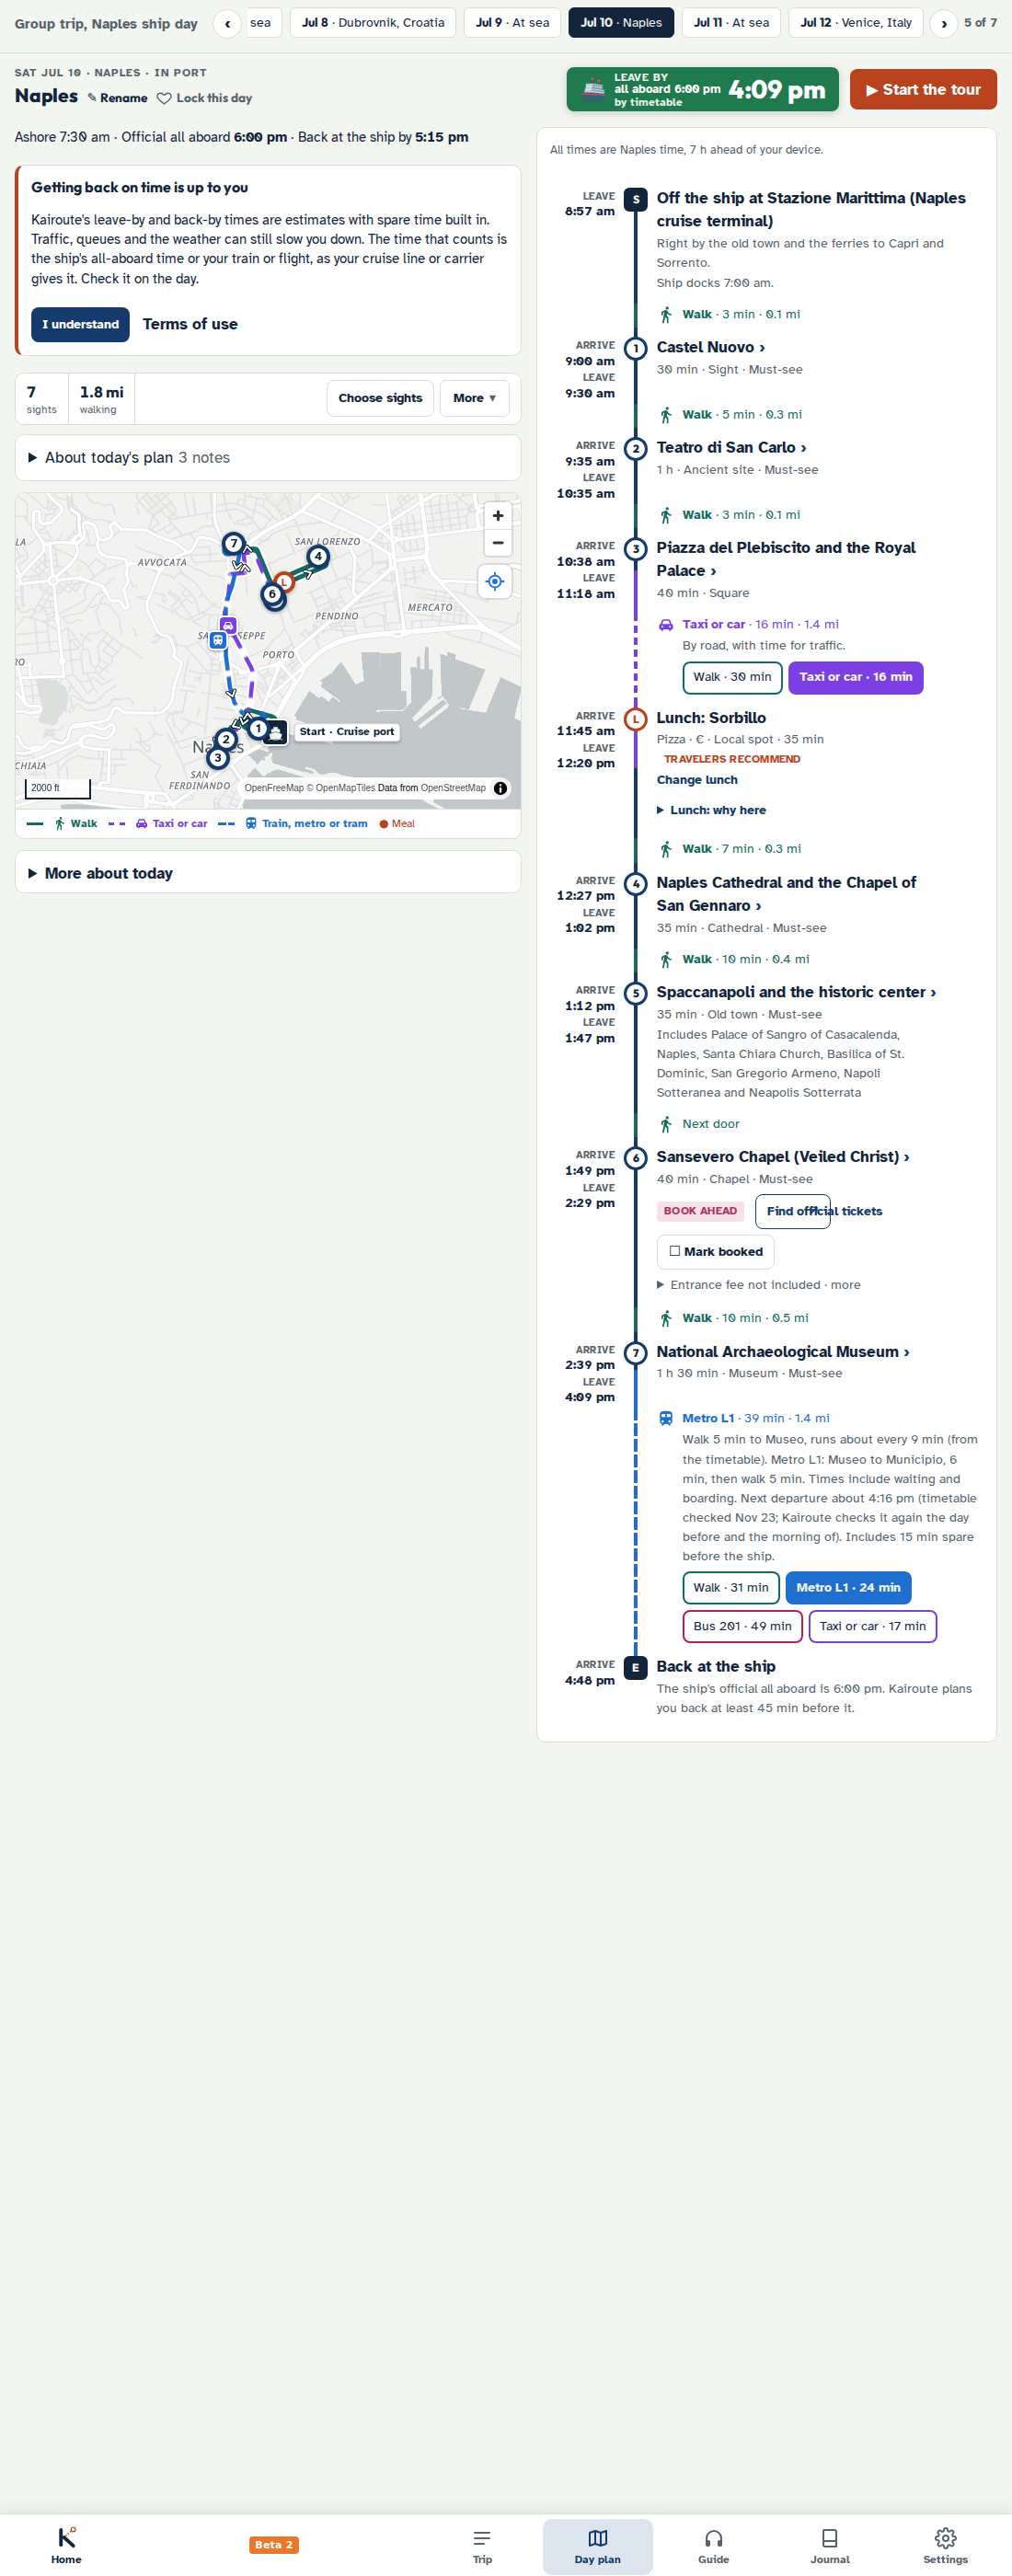 Group trip, Naples ship day
‹
sea
Jul 8 · Dubrovnik, Croatia
Jul 9 · At sea
Jul 10 · Naples
Jul 11 · At sea
Jul 12 · Venice, Italy
›
5 of 7
SAT JUL 10 · NAPLES · IN PORT
Naples
✎ Rename
Lock this day
LEAVE BY
all aboard 6:00 pm
by timetable
4:09 pm
▶ Start the tour
Ashore 7:30 am · Official all aboard 6:00 pm · Back at the ship by 5:15 pm
Getting back on time is up to you
Kairoute's leave-by and back-by times are estimates with spare time built in.
Traffic, queues and the weather can still slow you down. The time that counts is
the ship's all-aboard time or your train or flight, as your cruise line or carrier
gives it. Check it on the day.
I understand
Terms of use
7
sights
1.8 mi
walking
Choose sights
More ▼
▶ About today's plan 3 notes
LA
AVVOCATA
SAN LORENZO
7
4
L
6
PENDINO
MERCATO
PORTO
1
2
3
Start · Cruise port
CHIAIA
SAN
FERDINANDO
2000 ft
OpenFreeMap © OpenMapTiles Data from OpenStreetMap
+
−
Walk
Taxi or car
Train, metro or tram
Meal
▶ More about today
All times are Naples time, 7 h ahead of your device.
LEAVE
8:57 am
S
Off the ship at Stazione Marittima (Naples
cruise terminal)
Right by the old town and the ferries to Capri and
Sorrento.
Ship docks 7:00 am.
Walk · 3 min · 0.1 mi
ARRIVE
9:00 am
LEAVE
9:30 am
1
Castel Nuovo ›
30 min · Sight · Must-see
Walk · 5 min · 0.3 mi
ARRIVE
9:35 am
LEAVE
10:35 am
2
Teatro di San Carlo ›
1 h · Ancient site · Must-see
Walk · 3 min · 0.1 mi
ARRIVE
10:38 am
LEAVE
11:18 am
3
Piazza del Plebiscito and the Royal
Palace ›
40 min · Square
Taxi or car · 16 min · 1.4 mi
By road, with time for traffic.
Walk · 30 min
Taxi or car · 16 min
ARRIVE
11:45 am
LEAVE
12:20 pm
L
Lunch: Sorbillo
Pizza · € · Local spot · 35 min
TRAVELERS RECOMMEND
Change lunch
▶ Lunch: why here
Walk · 7 min · 0.3 mi
ARRIVE
12:27 pm
LEAVE
1:02 pm
4
Naples Cathedral and the Chapel of
San Gennaro ›
35 min · Cathedral · Must-see
Walk · 10 min · 0.4 mi
ARRIVE
1:12 pm
LEAVE
1:47 pm
5
Spaccanapoli and the historic center ›
35 min · Old town · Must-see
Includes Palace of Sangro of Casacalenda,
Naples, Santa Chiara Church, Basilica of St.
Dominic, San Gregorio Armeno, Napoli
Sotteranea and Neapolis Sotterrata
Next door
ARRIVE
1:49 pm
LEAVE
2:29 pm
6
Sansevero Chapel (Veiled Christ) ›
40 min · Chapel · Must-see
BOOK AHEAD
Find official tickets
☐ Mark booked
▶ Entrance fee not included · more
Walk · 10 min · 0.5 mi
ARRIVE
2:39 pm
LEAVE
4:09 pm
7
National Archaeological Museum ›
1 h 30 min · Museum · Must-see
Metro L1 · 39 min · 1.4 mi
Walk 5 min to Museo, runs about every 9 min (from
the timetable). Metro L1: Museo to Municipio, 6
min, then walk 5 min. Times include waiting and
boarding. Next departure about 4:16 pm (timetable
checked Nov 23; Kairoute checks it again the day
before and the morning of). Includes 15 min spare
before the ship.
Walk · 31 min
Metro L1 · 24 min
Bus 201 · 49 min
Taxi or car · 17 min
ARRIVE
4:48 pm
E
Back at the ship
The ship's official all aboard is 6:00 pm. Kairoute plans
you back at least 45 min before it.
Home
Beta 2
Trip
Day plan
Guide
Journal
Settings